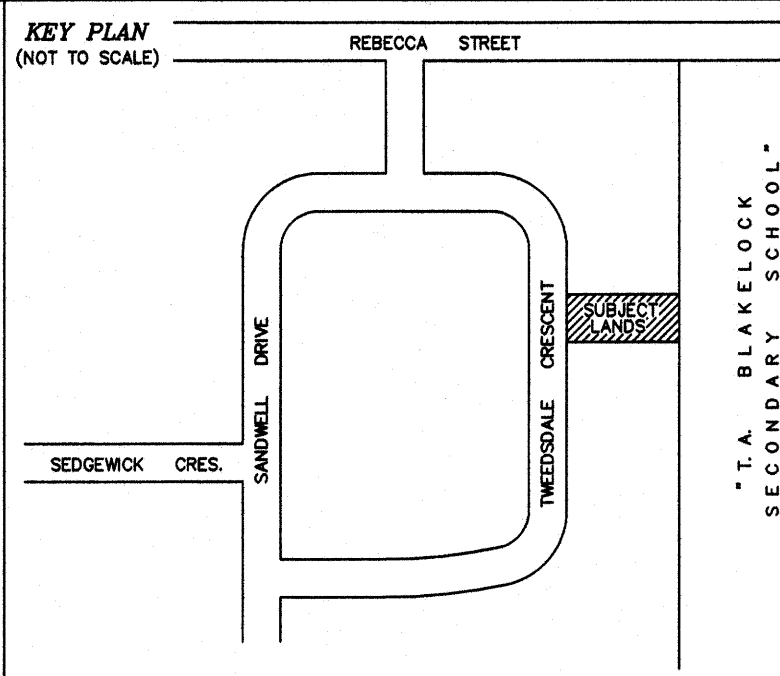 KEY PLAN
(NOT TO SCALE)
REBECCA STREET
"T.A. BLAKELOCK
SECONDARY SCHOOL"
SUBJECT
LANDS
TWEEDSDALE CRESCENT
SANDWELL DRIVE
SEDGEWICK CRES.